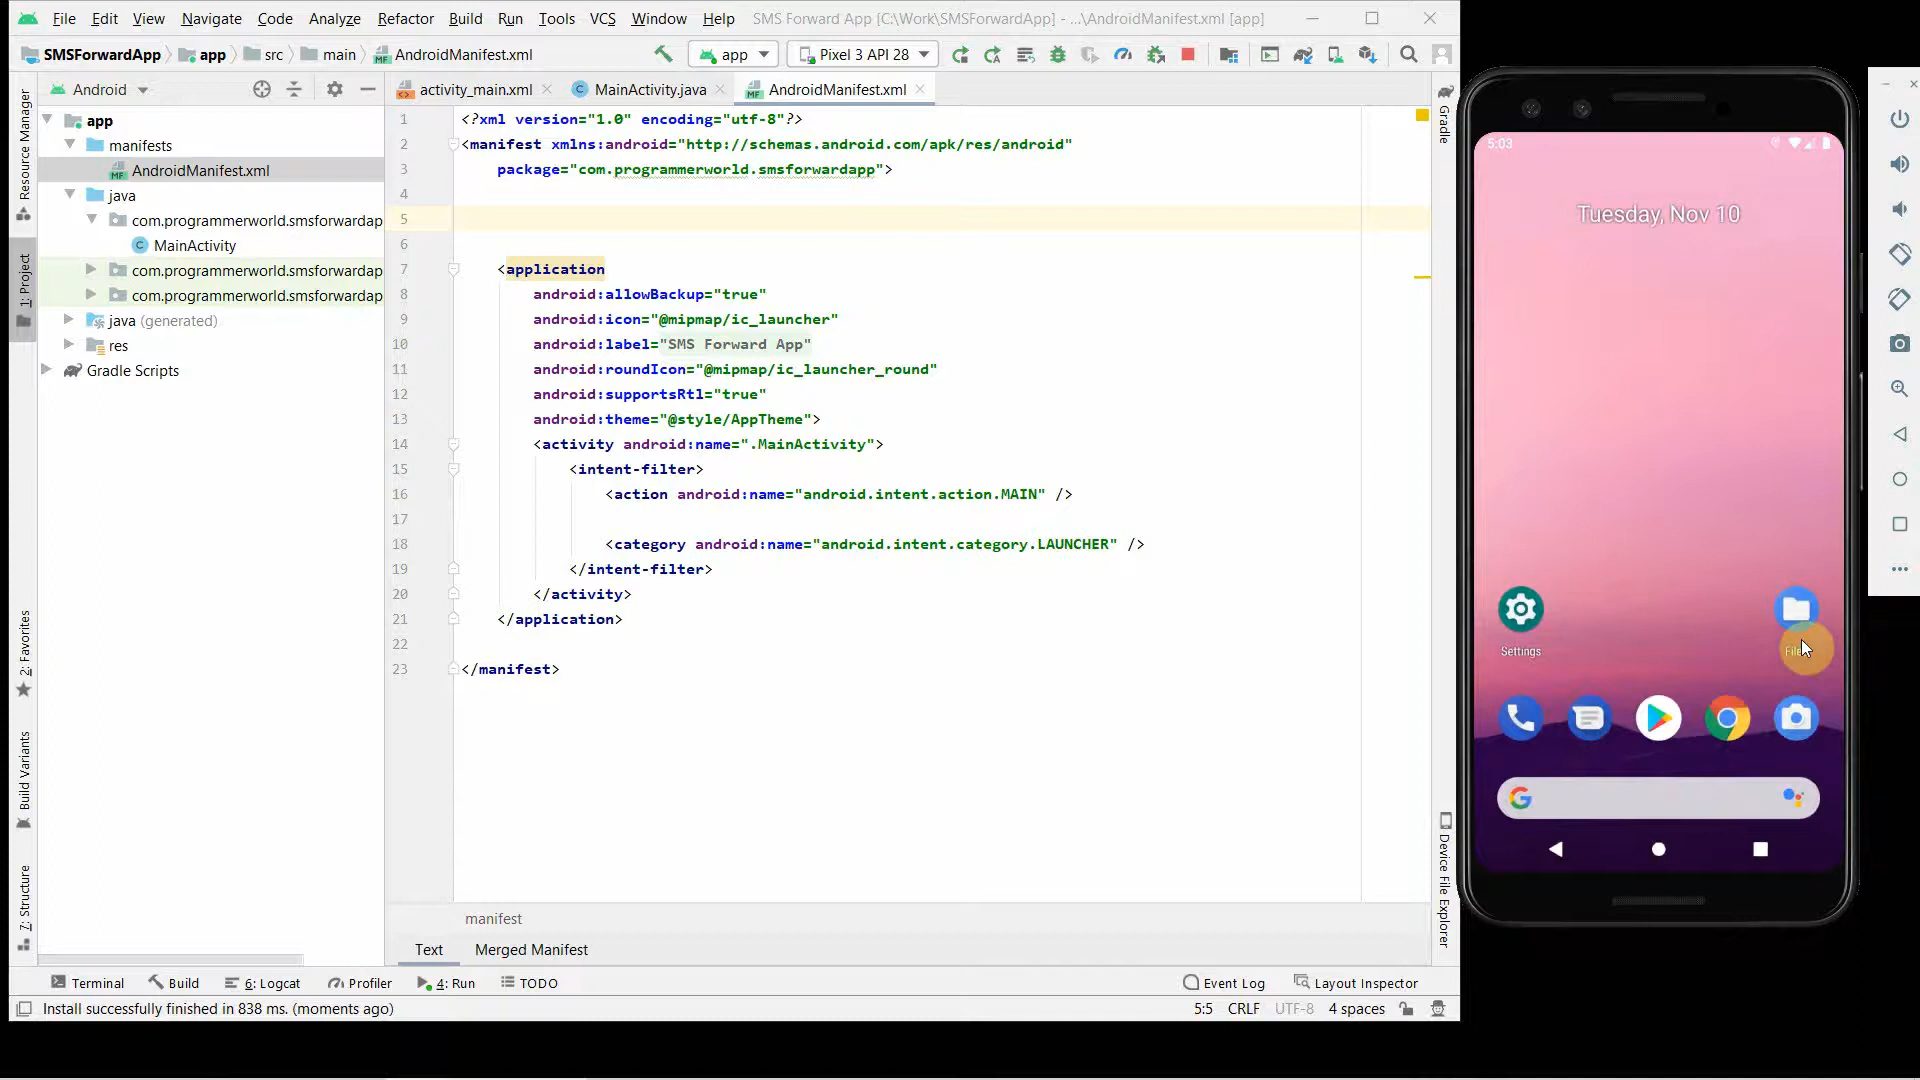 File Edit View Navigate Code Analyze Refactor Build Run Tools VCS Window Help SMS Forward App [C:\Work\SMSForwardApp] - ...\AndroidManifest.xml [app]
SMSForwardApp app src main AndroidManifest.xml app Pixel 3 API 28
Android activity_main.xml MainActivity.java AndroidManifest.xml
Resource Manager
1: Project
2: Favorites
Build Variants
7: Structure
app
manifests
AndroidManifest.xml
java
com.programmerworld.smsforwardap
MainActivity
com.programmerworld.smsforwardap
com.programmerworld.smsforwardap
java (generated)
res
Gradle Scripts
1 <?xml version="1.0" encoding="utf-8"?>
2 <manifest xmlns:android="http://schemas.android.com/apk/res/android"
3 package="com.programmerworld.smsforwardapp">
4
5
6
7 <application
8 android:allowBackup="true"
9 android:icon="@mipmap/ic_launcher"
10 android:label="SMS Forward App"
11 android:roundIcon="@mipmap/ic_launcher_round"
12 android:supportsRtl="true"
13 android:theme="@style/AppTheme">
14 <activity android:name=".MainActivity">
15 <intent-filter>
16 <action android:name="android.intent.action.MAIN" />
17
18 <category android:name="android.intent.category.LAUNCHER" />
19 </intent-filter>
20 </activity>
21 </application>
22
23 </manifest>
manifest
Text Merged Manifest
Gradle
Device File Explorer
Terminal Build 6: Logcat Profiler 4: Run TODO Event Log Layout Inspector
Install successfully finished in 838 ms. (moments ago) 5:5 CRLF UTF-8 4 spaces
5:03
Tuesday, Nov 10
Settings